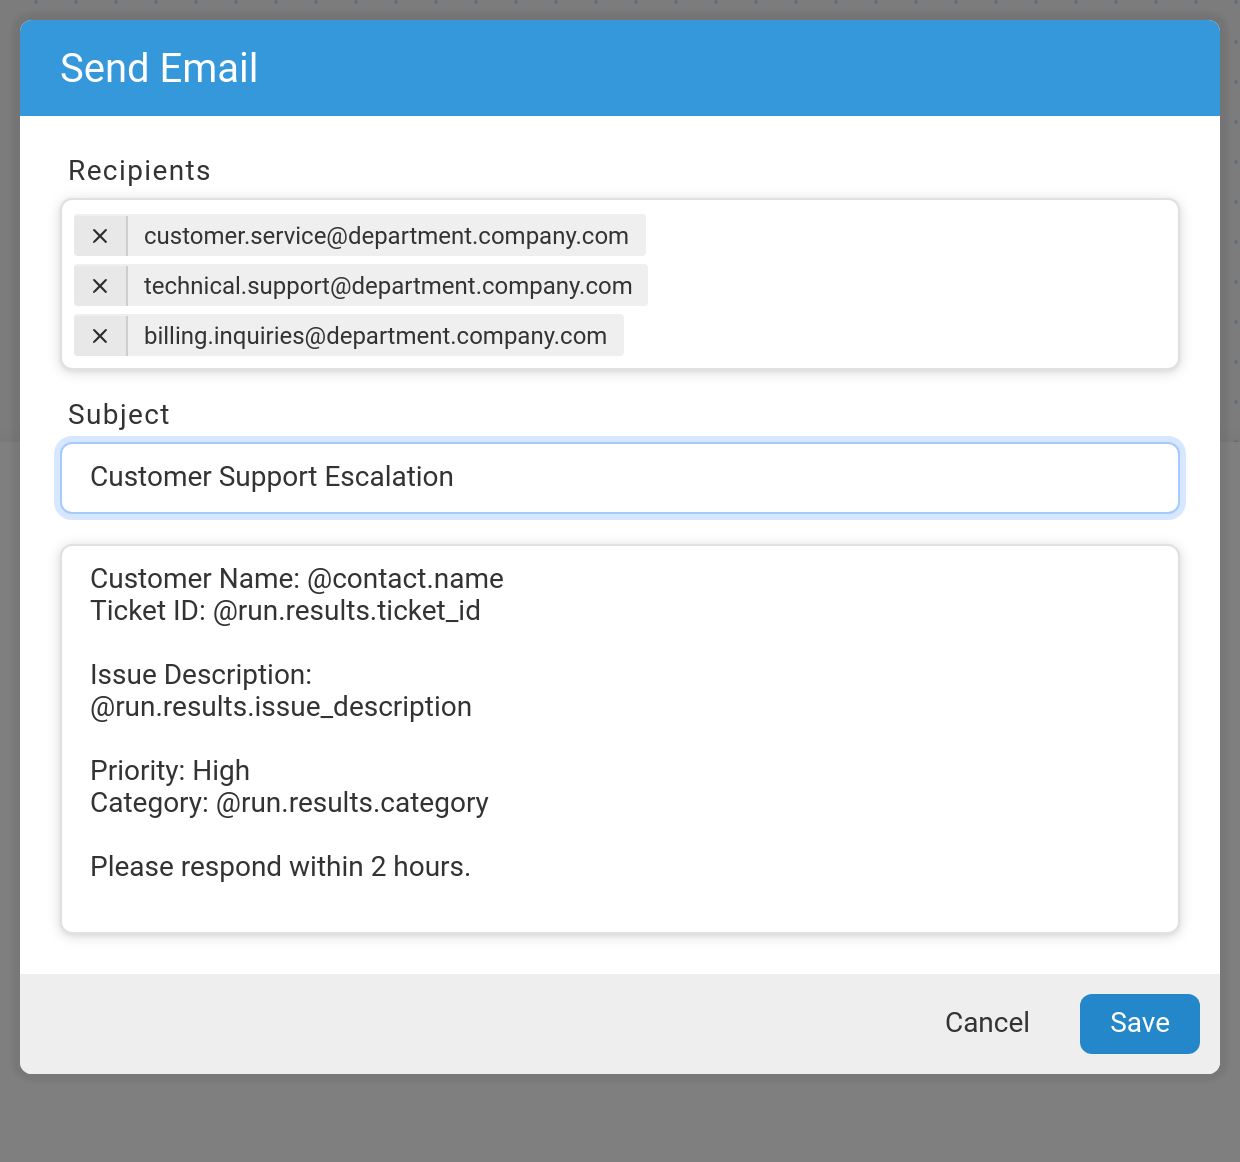 Send Email
Recipients
customer.service@department.company.com
technical.support@department.company.com
billing.inquiries@department.company.com
Subject
Customer Support Escalation
Customer Name: @contact.name
Ticket ID: @run.results.ticket_id
Issue Description:
@run.results.issue_description
Priority: High
Category: @run.results.category
Please respond within 2 hours.
Cancel
Save